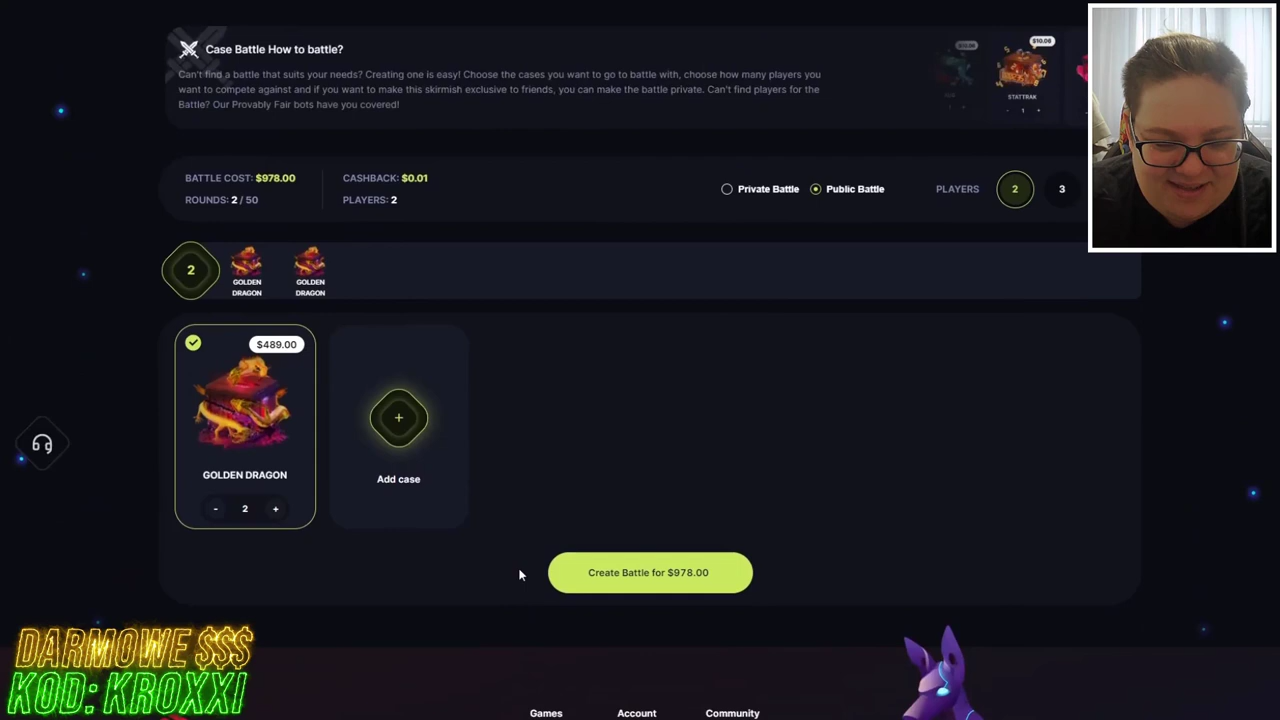 Case Battle How to battle?
Can't find a battle that suits your needs? Creating one is easy! Choose the cases you want to go to battle with, choose how many players
you want to compete against and if you want to make this skirmish exclusive to friends, you can make the battle private. Can't find players for the
Battle? Our Provably Fair bots have you covered!
$10.06
STATTRAK
- 1 +
BATTLE COST: $978.00
CASHBACK: $0.01
ROUNDS: 2 / 50
PLAYERS: 2
Private Battle
Public Battle
PLAYERS
2
3
2
GOLDEN
DRAGON
GOLDEN
DRAGON
$489.00
GOLDEN DRAGON
- 2 +
+
Add case
Create Battle for $978.00
DARMOWE $$$
KOD: KROXXI
Games
Account
Community